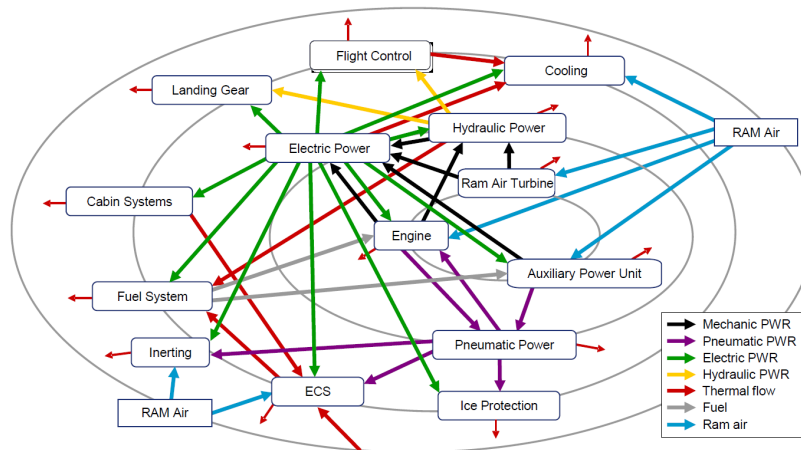 Flight Control
Cooling
Landing Gear
Hydraulic Power
RAM Air
Electric Power
Ram Air Turbine
Cabin Systems
Engine
Auxiliary Power Unit
Fuel System
Mechanic PWR
Pneumatic PWR
Electric PWR
Hydraulic PWR
Thermal flow
Fuel
Ram air
Inerting
Pneumatic Power
ECS
Ice Protection
RAM Air